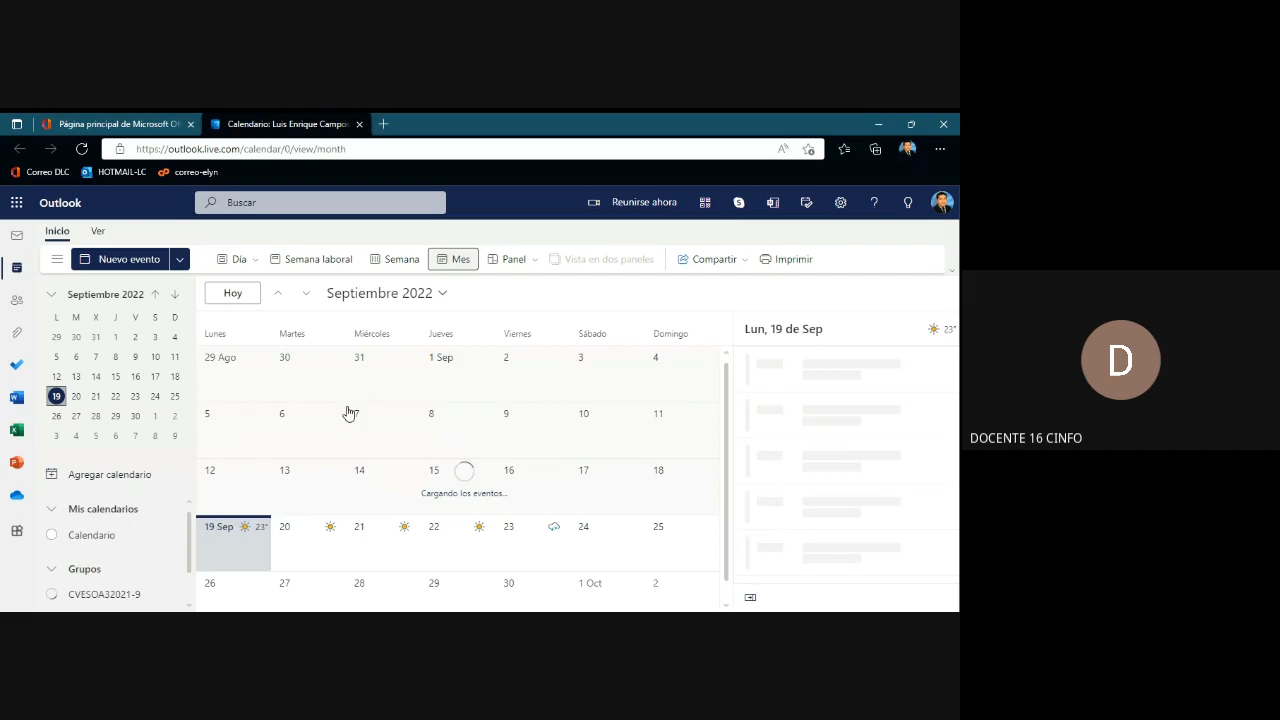 Página principal de Microsoft Of
Calendario: Luis Enrique Campos
https://outlook.live.com/calendar/0/view/month
Correo DLC HOTMAIL-LC correo-elyn
Outlook Buscar Reunirse ahora
Inicio Ver
Nuevo evento Día Semana laboral Semana Mes Panel Vista en dos paneles Compartir Imprimir
Septiembre 2022
L M X J V S D
29 30 31 1 2 3 4
5 6 7 8 9 10 11
12 13 14 15 16 17 18
19 20 21 22 23 24 25
26 27 28 29 30 1 2
3 4 5 6 7 8 9
Agregar calendario
Mis calendarios
Calendario
Grupos
CVESOA32021-9
Hoy Septiembre 2022
Lunes Martes Miércoles Jueves Viernes Sábado Domingo
29 Ago 30 31 1 Sep 2 3 4
5 6 7 8 9 10 11
12 13 14 15 16 17 18
Cargando los eventos...
19 Sep 23° 20 21 22 23 24 25
26 27 28 29 30 1 Oct 2
Lun, 19 de Sep 23°
D
DOCENTE 16 CINFO